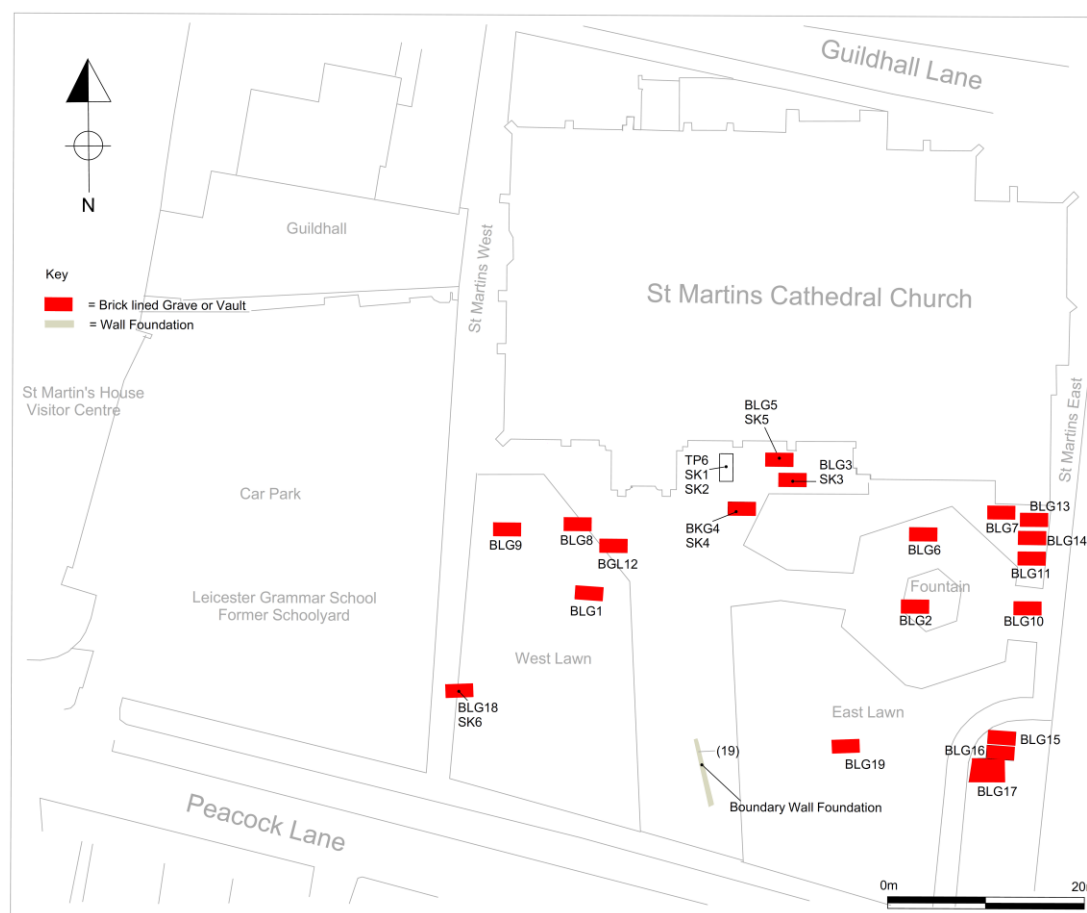 Guildhall Lane
N
Guildhall
St Martins West
Key
= Brick lined Grave or Vault
= Wall Foundation
St Martins Cathedral Church
St Martin's House
Visitor Centre
St Martins East
BLG5
SK5
TP6
SK1
SK2
BLG3
SK3
Car Park
BKG4
SK4
BLG9
BLG8
BGL12
BLG7
BLG13
BLG14
BLG6
BLG11
Fountain
Leicester Grammar School
Former Schoolyard
BLG1
BLG2
BLG10
West Lawn
BLG18
SK6
East Lawn
(19)
BLG19
BLG15
BLG16
BLG17
Boundary Wall Foundation
Peacock Lane
0m
20m